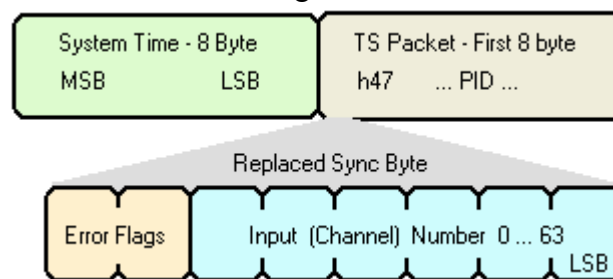 System Time - 8 Byte
MSB LSB
TS Packet - First 8 byte
h47 ... PID ...
Replaced Sync Byte
Error Flags
Input (Channel) Number 0 ... 63
LSB